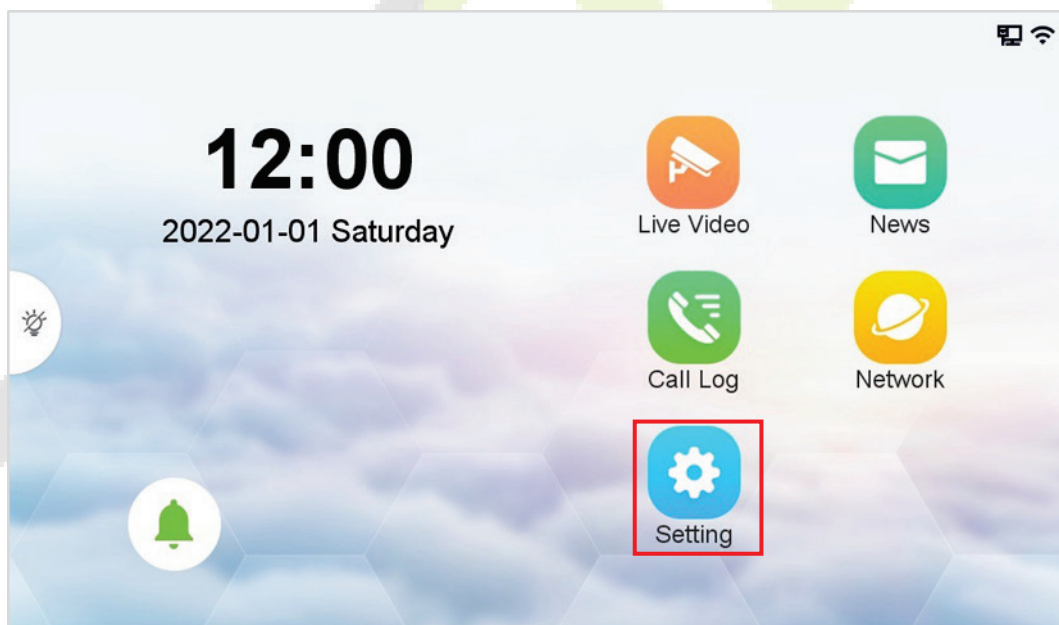 12:00
2022-01-01 Saturday
Live Video
News
Call Log
Network
Setting